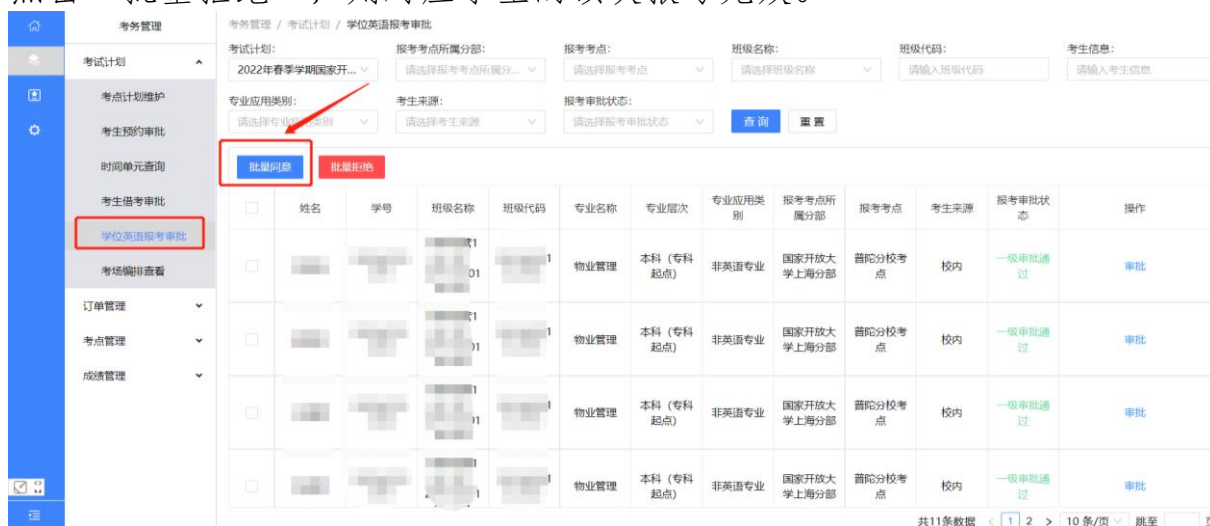 考务管理
考务管理 / 考试计划 / 学位英语报考审批
考试计划
考点计划维护
考生预约审批
时间单元查询
考生借考审批
学位英语报考审批
考场编排查看
订单管理
考点管理
成绩管理
考试计划: 报考考点所属分部: 报考考点: 班级名称: 班级代码: 考生信息:
2022年春季学期国家开... 请选择报考考点所属分... 请选择报考考点 请选择班级名称 请输入班级代码 请输入考生信息
专业应用类别: 考生来源: 报考审批状态:
请选择专业应用类别 请选择考生来源 请选择报考审批状态 查询 重置
批量同意 批量拒绝
姓名 学号 班级名称 班级代码 专业名称 专业层次 专业应用类别 报考考点所属分部 报考考点 考生来源 报考审批状态 操作
物业管理 本科（专科起点） 非英语专业 国家开放大学上海分部 普陀分校考点 校内 一级审批通过 审批
物业管理 本科（专科起点） 非英语专业 国家开放大学上海分部 普陀分校考点 校内 一级审批通过 审批
物业管理 本科（专科起点） 非英语专业 国家开放大学上海分部 普陀分校考点 校内 一级审批通过 审批
物业管理 本科（专科起点） 非英语专业 国家开放大学上海分部 普陀分校考点 校内 一级审批通过 审批
共11条数据 < 1 2 > 10 条/页 跳至